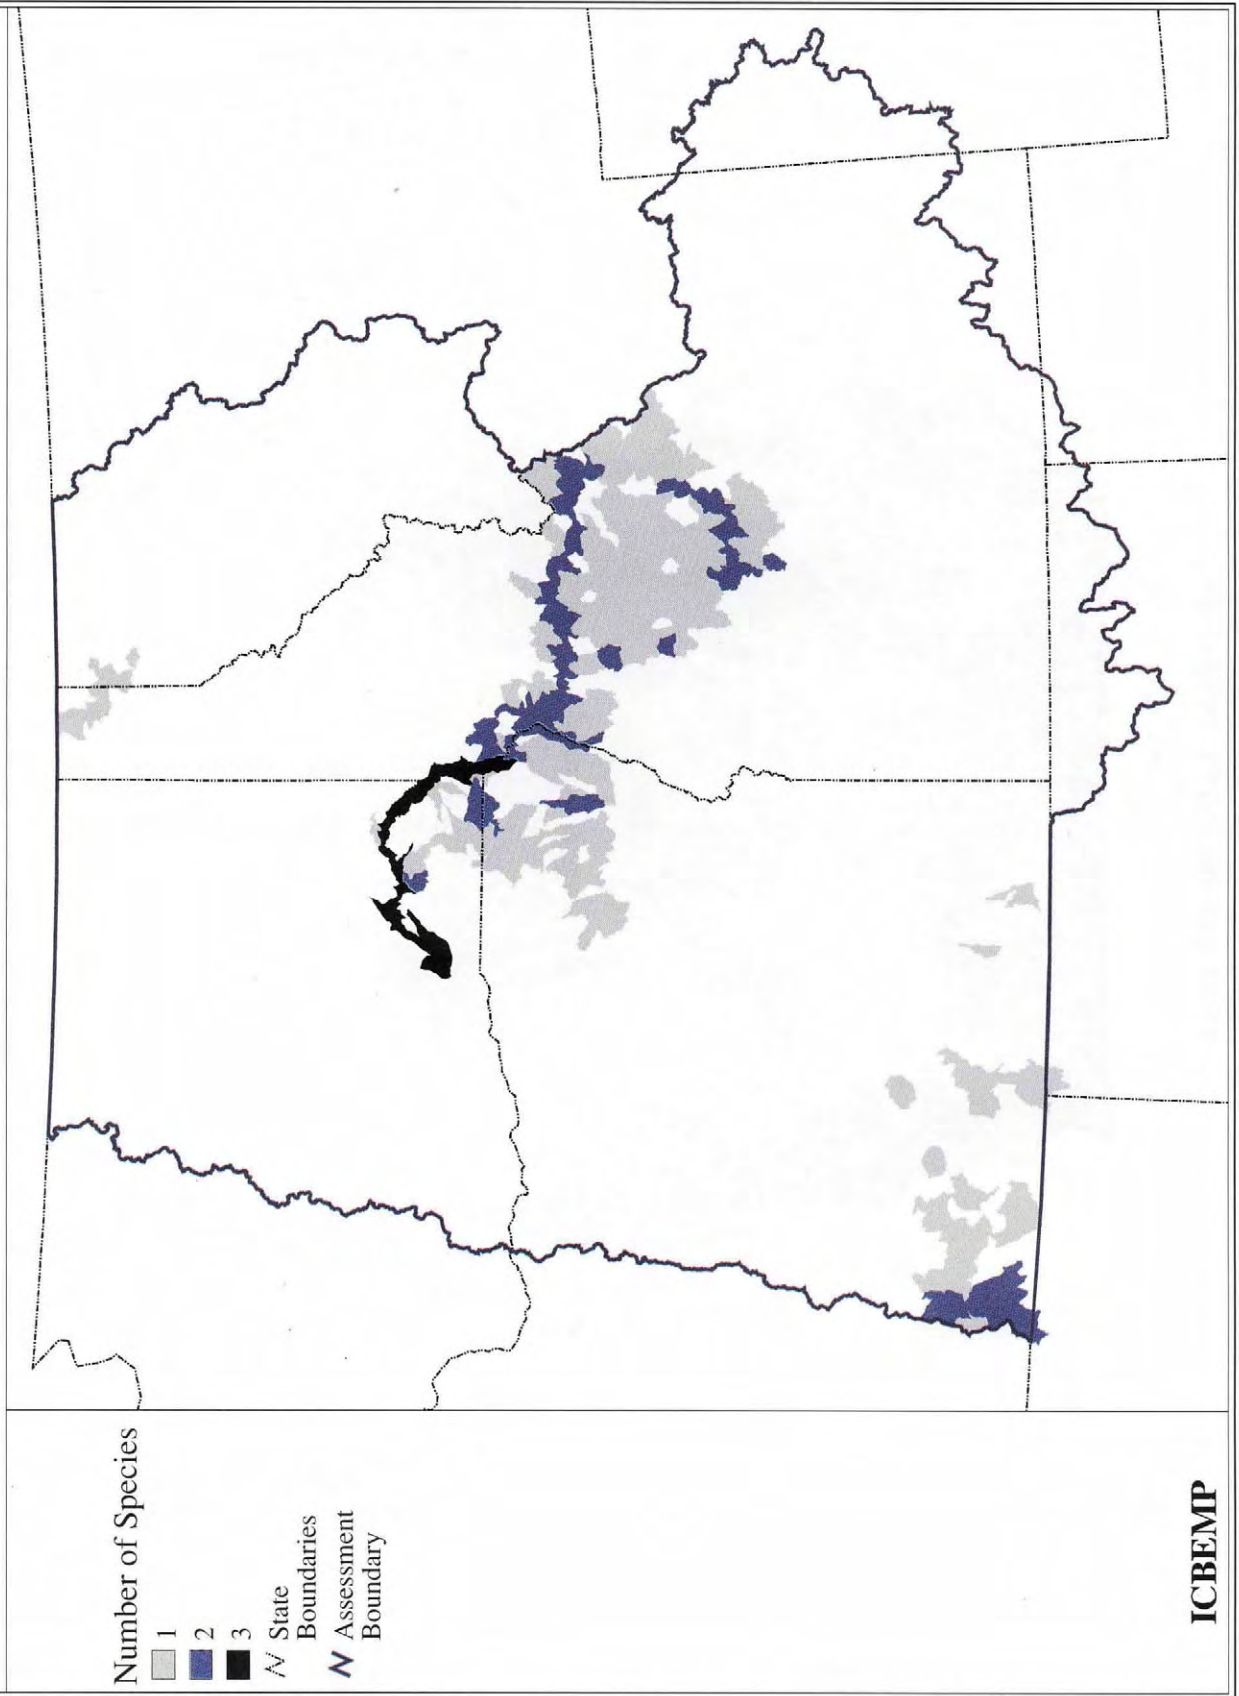 Number of Species
1
2
3
State
Boundaries
Assessment
Boundary
ICBEMP